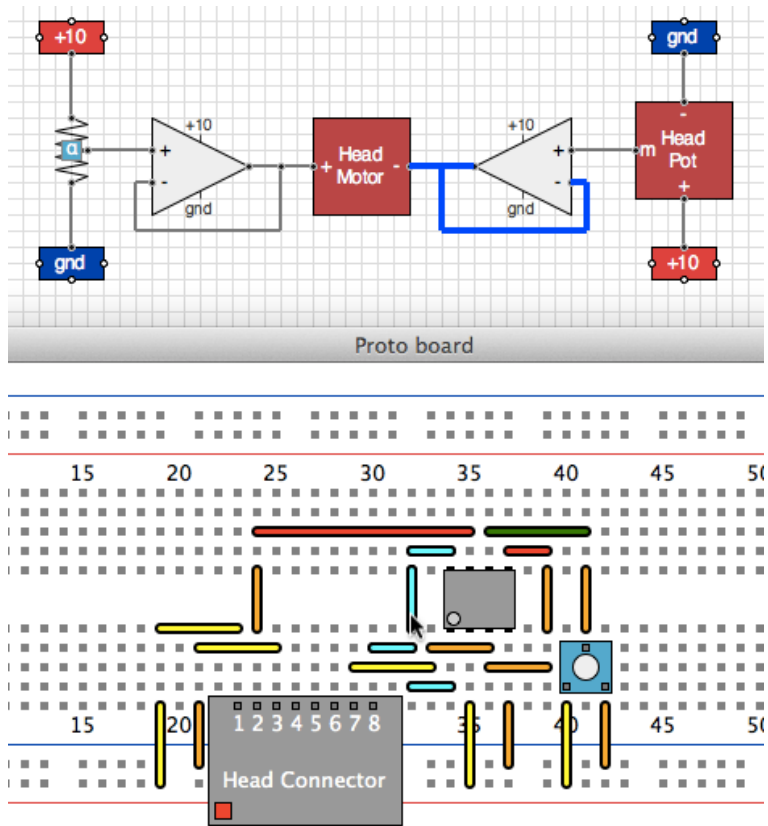 +10
gnd
+10
+10
α
+
+
Head
Motor
-
+
m
-
Head
Pot
+
-
-
gnd
gnd
gnd
+10
Proto board
15 20 25 30 35 40 45 50
15 20 35 40 45 50
1 2 3 4 5 6 7 8
Head Connector